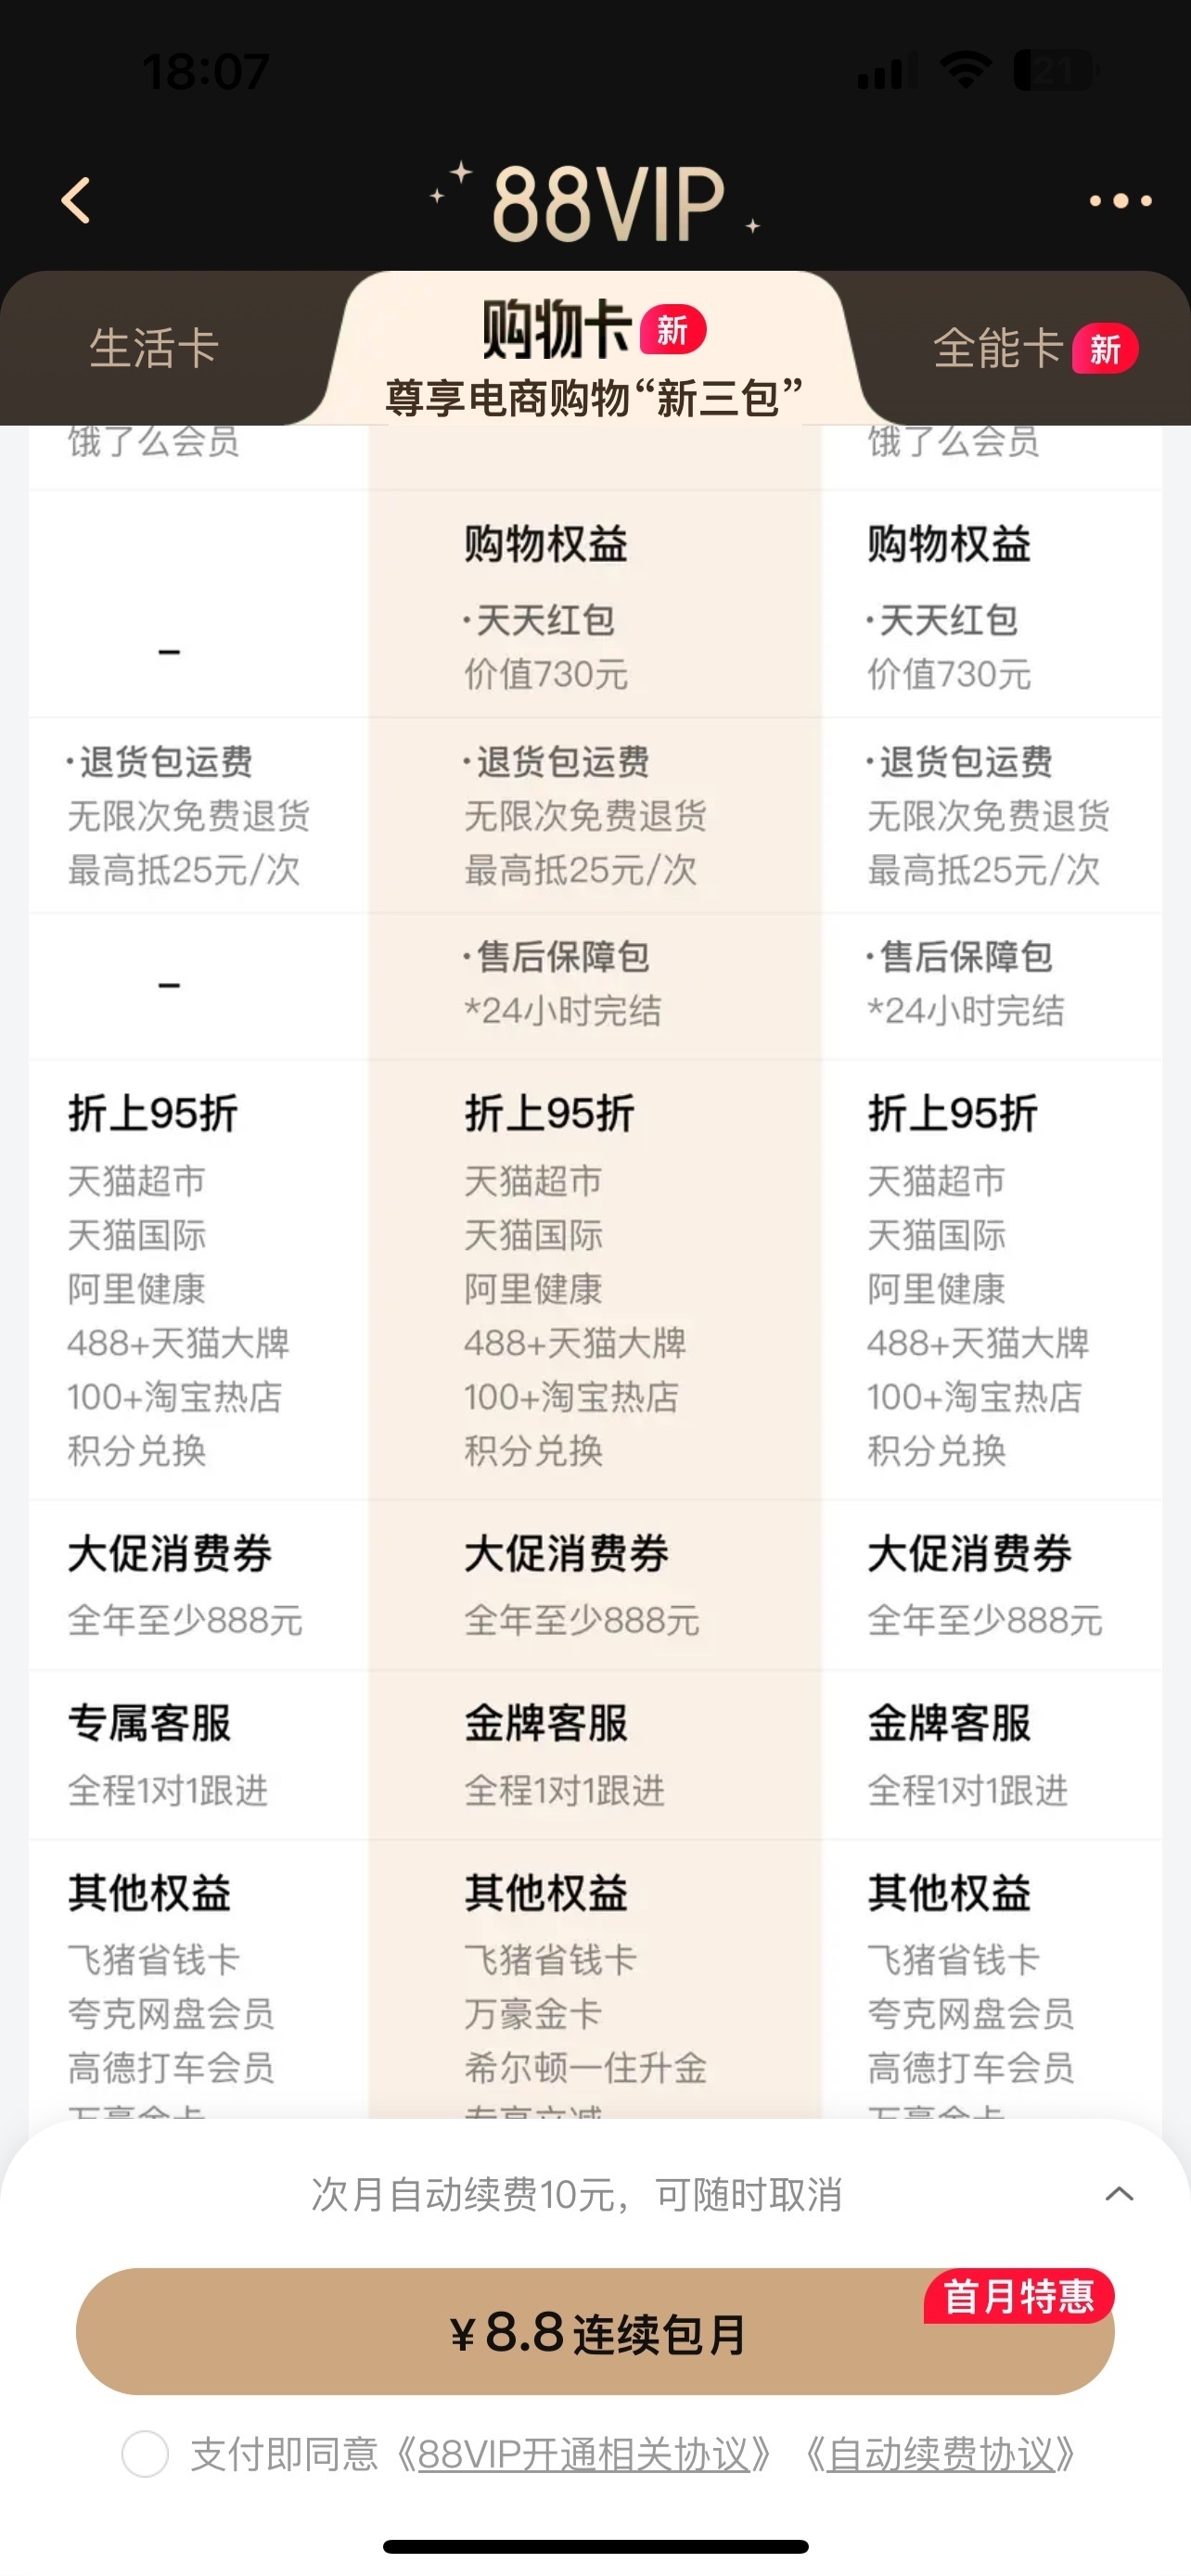 18:07
21
88VIP
生活卡
购物卡 新
尊享电商购物“新三包”
全能卡 新
饿了么会员
饿了么会员
–
购物权益
·天天红包
价值730元
购物权益
·天天红包
价值730元
·退货包运费
无限次免费退货
最高抵25元/次
·退货包运费
无限次免费退货
最高抵25元/次
·退货包运费
无限次免费退货
最高抵25元/次
–
·售后保障包
*24小时完结
·售后保障包
*24小时完结
折上95折
天猫超市
天猫国际
阿里健康
488+天猫大牌
100+淘宝热店
积分兑换
折上95折
天猫超市
天猫国际
阿里健康
488+天猫大牌
100+淘宝热店
积分兑换
折上95折
天猫超市
天猫国际
阿里健康
488+天猫大牌
100+淘宝热店
积分兑换
大促消费券
全年至少888元
大促消费券
全年至少888元
大促消费券
全年至少888元
专属客服
全程1对1跟进
金牌客服
全程1对1跟进
金牌客服
全程1对1跟进
其他权益
飞猪省钱卡
夸克网盘会员
高德打车会员
万豪金卡
其他权益
飞猪省钱卡
万豪金卡
希尔顿一住升金
专享立减
其他权益
飞猪省钱卡
夸克网盘会员
高德打车会员
万豪金卡
次月自动续费10元，可随时取消
首月特惠
¥8.8连续包月
支付即同意《88VIP开通相关协议》《自动续费协议》